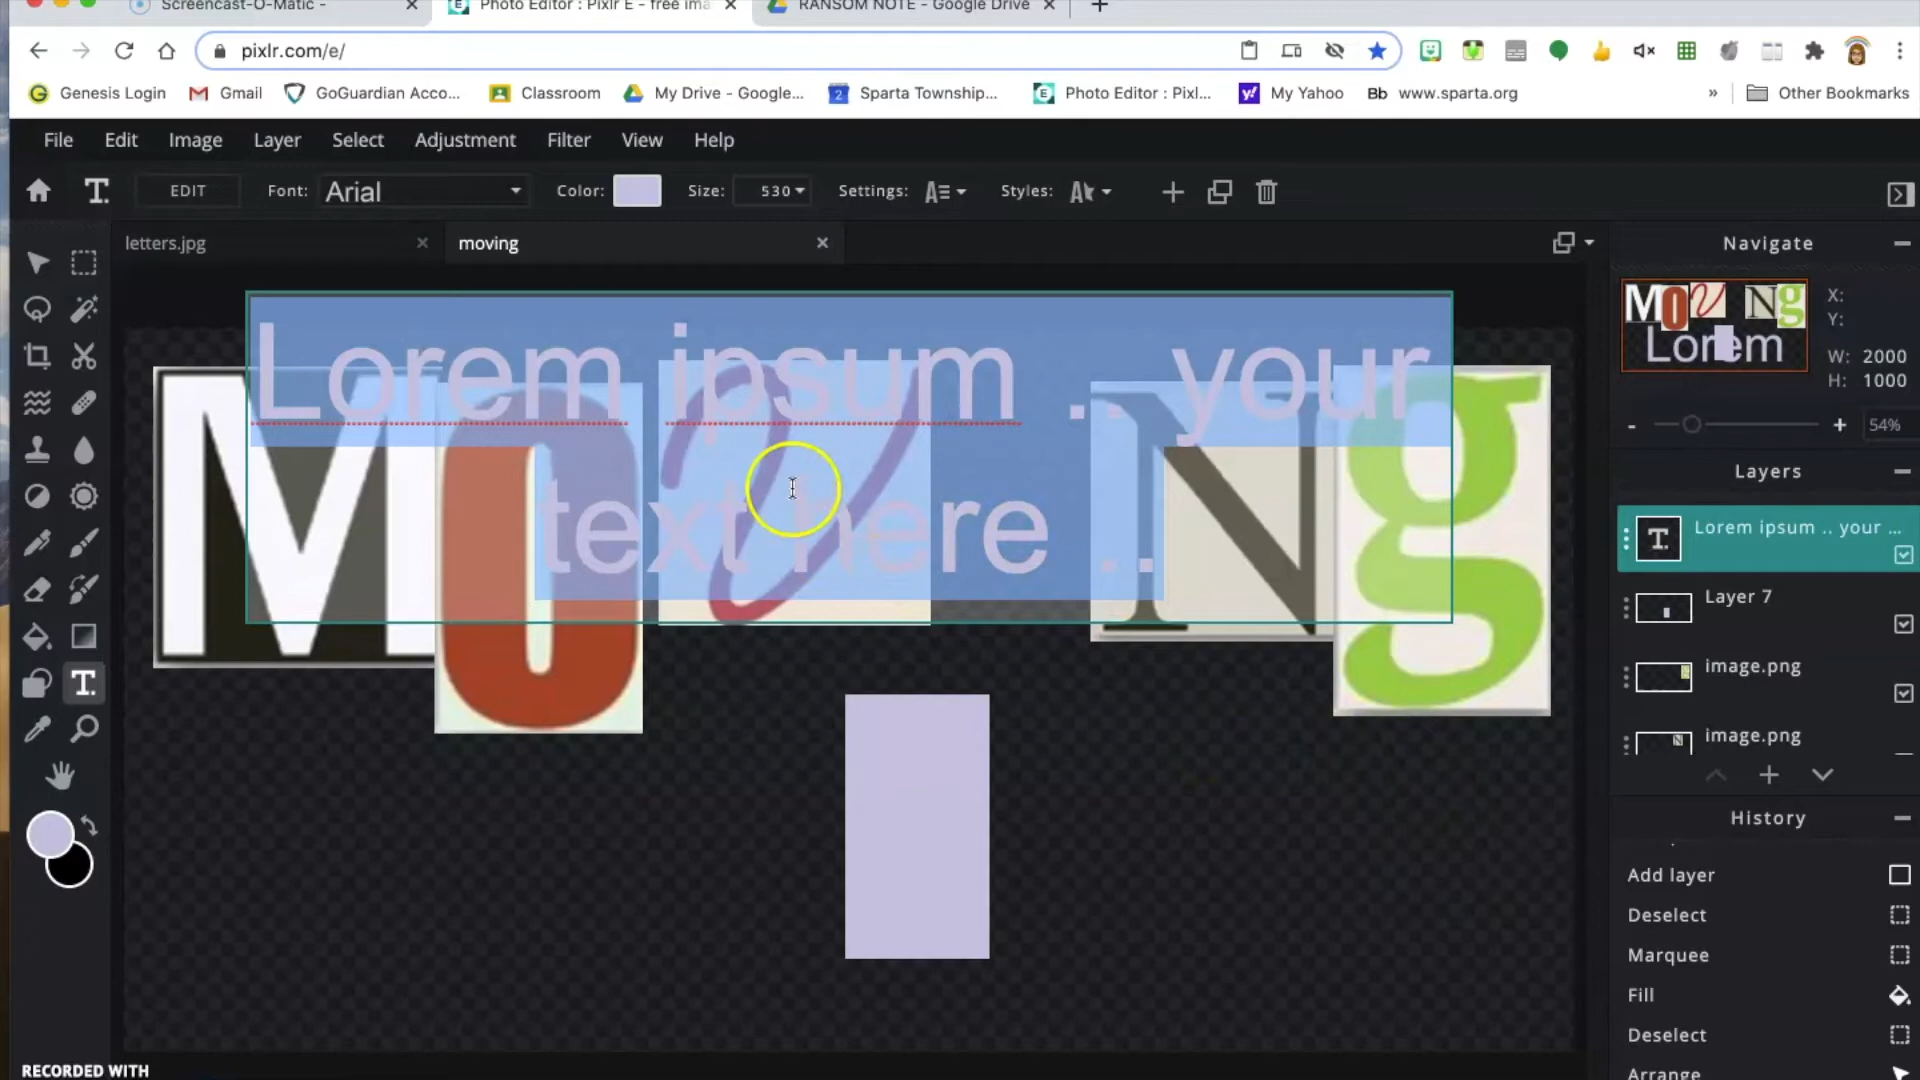 Screencast-O-Matic -
Photo Editor : Pixlr E - free ima
RANSOM NOTE - Google Drive
pixlr.com/e/
Genesis Login
Gmail
GoGuardian Acco...
Classroom
My Drive - Google...
2
Sparta Township...
Photo Editor : Pixl...
My Yahoo
Bb
www.sparta.org
»
Other Bookmarks
File Edit Image Layer Select Adjustment Filter View Help
T. EDIT Font: Arial Color: Size: 530 Settings: Styles:
letters.jpg
moving
Lorem ipsum .. your
text here ..
M O V N g
Navigate
M O V N g
Lorem
X:
Y:
W: 2000
H: 1000
54%
Layers
T. Lorem ipsum .. your ...
Layer 7
image.png
image.png
History
Add layer
Deselect
Marquee
Fill
Deselect
Arrange
RECORDED WITH